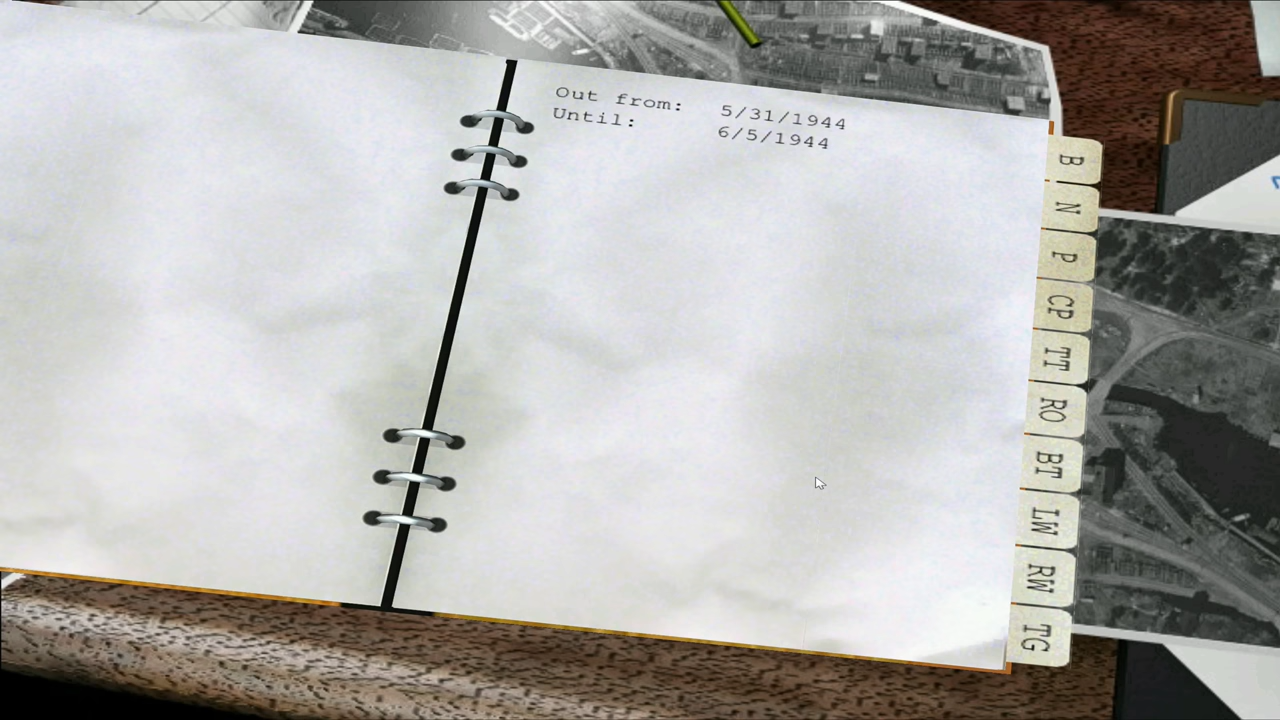 Out from: 5/31/1944
Until: 6/5/1944
B
N
P
CP
TT
RO
BT
LW
RW
TG